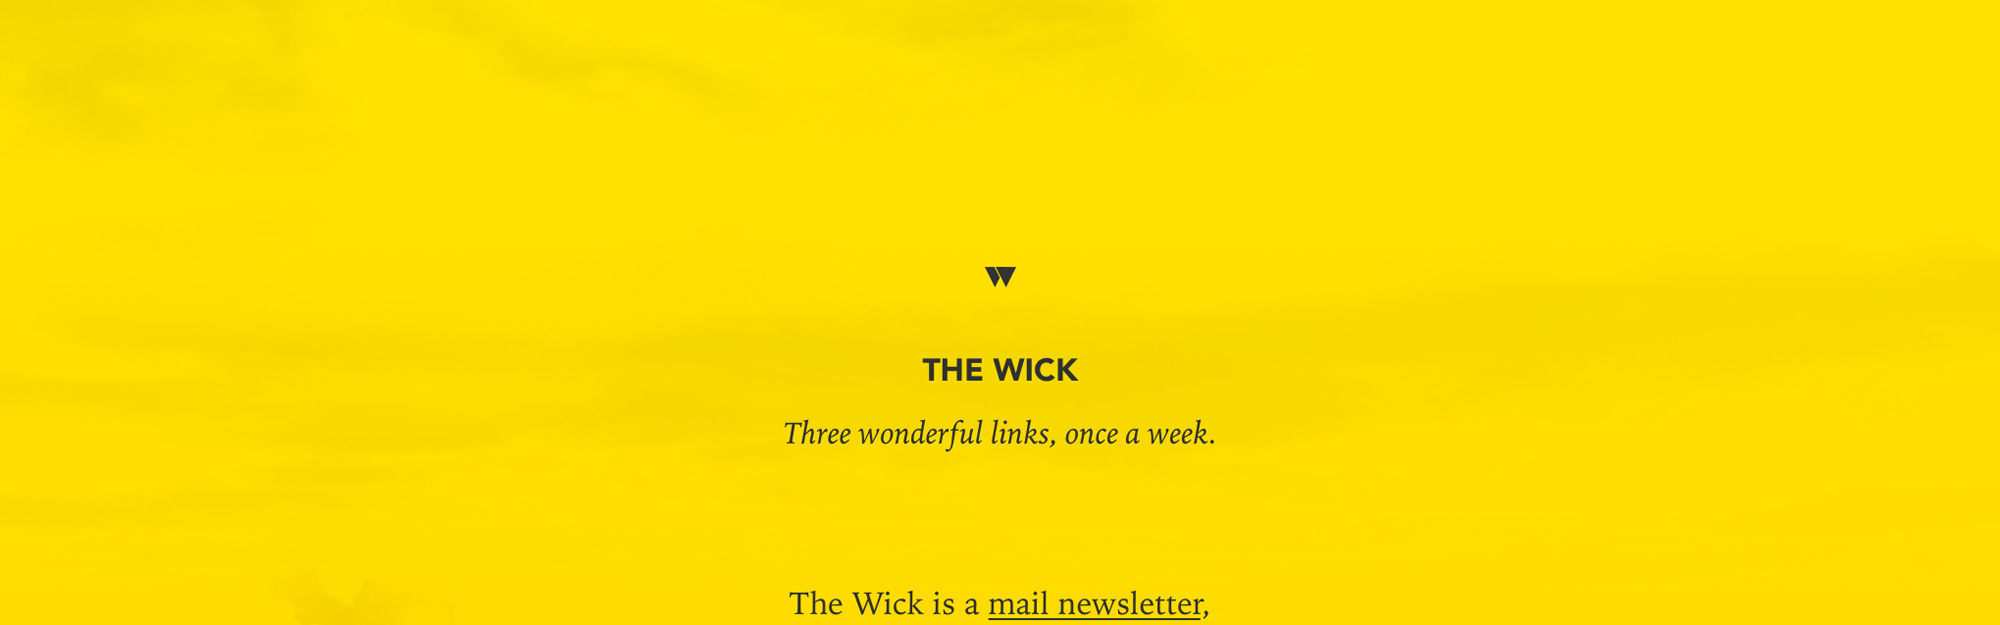 THE WICK
Three wonderful links, once a week.
The Wick is a mail newsletter,